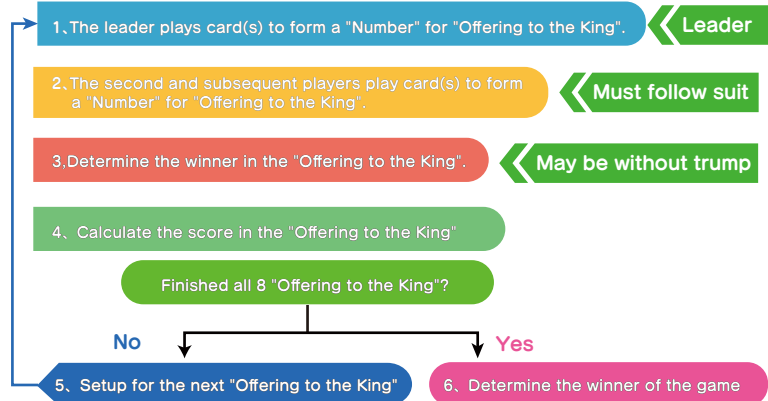 1、The leader plays card(s) to form a "Number" for "Offering to the King".
Leader
2、The second and subsequent players play card(s) to form
a "Number" for "Offering to the King".
Must follow suit
3,Determine the winner in the "Offering to the King".
May be without trump
4、Calculate the score in the "Offering to the King"
Finished all 8 "Offering to the King"?
No
Yes
5、Setup for the next "Offering to the King"
6、Determine the winner of the game